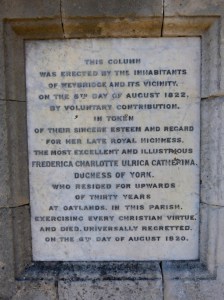 THIS COLUMN
WAS ERECTED BY THE INHABITANTS
OF WEYBRIDGE AND ITS VICINITY,
ON THE 6TH DAY OF AUGUST 1822,
BY VOLUNTARY CONTRIBUTION,
IN TOKEN
OF THEIR SINCERE ESTEEM AND REGARD
FOR HER LATE ROYAL HIGHNESS,
THE MOST EXCELLENT AND ILLUSTRIOUS
FREDERICA CHARLOTTE ULRICA CATHERINA,
DUCHESS OF YORK,
WHO RESIDED FOR UPWARDS
OF THIRTY YEARS
AT OATLANDS, IN THIS PARISH,
EXERCISING EVERY CHRISTIAN VIRTUE,
AND DIED, UNIVERSALLY REGRETTED,
ON THE 6TH DAY OF AUGUST 1820.